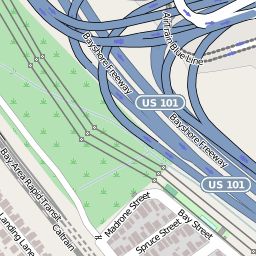 AirTrain Blue Line
Bayshore Freeway
US 101
Bayshore Freeway
US 101
Bay Area Rapid Transit
Caltrain
Madrone Street
Bay Street
Spruce Street
Landing Lane